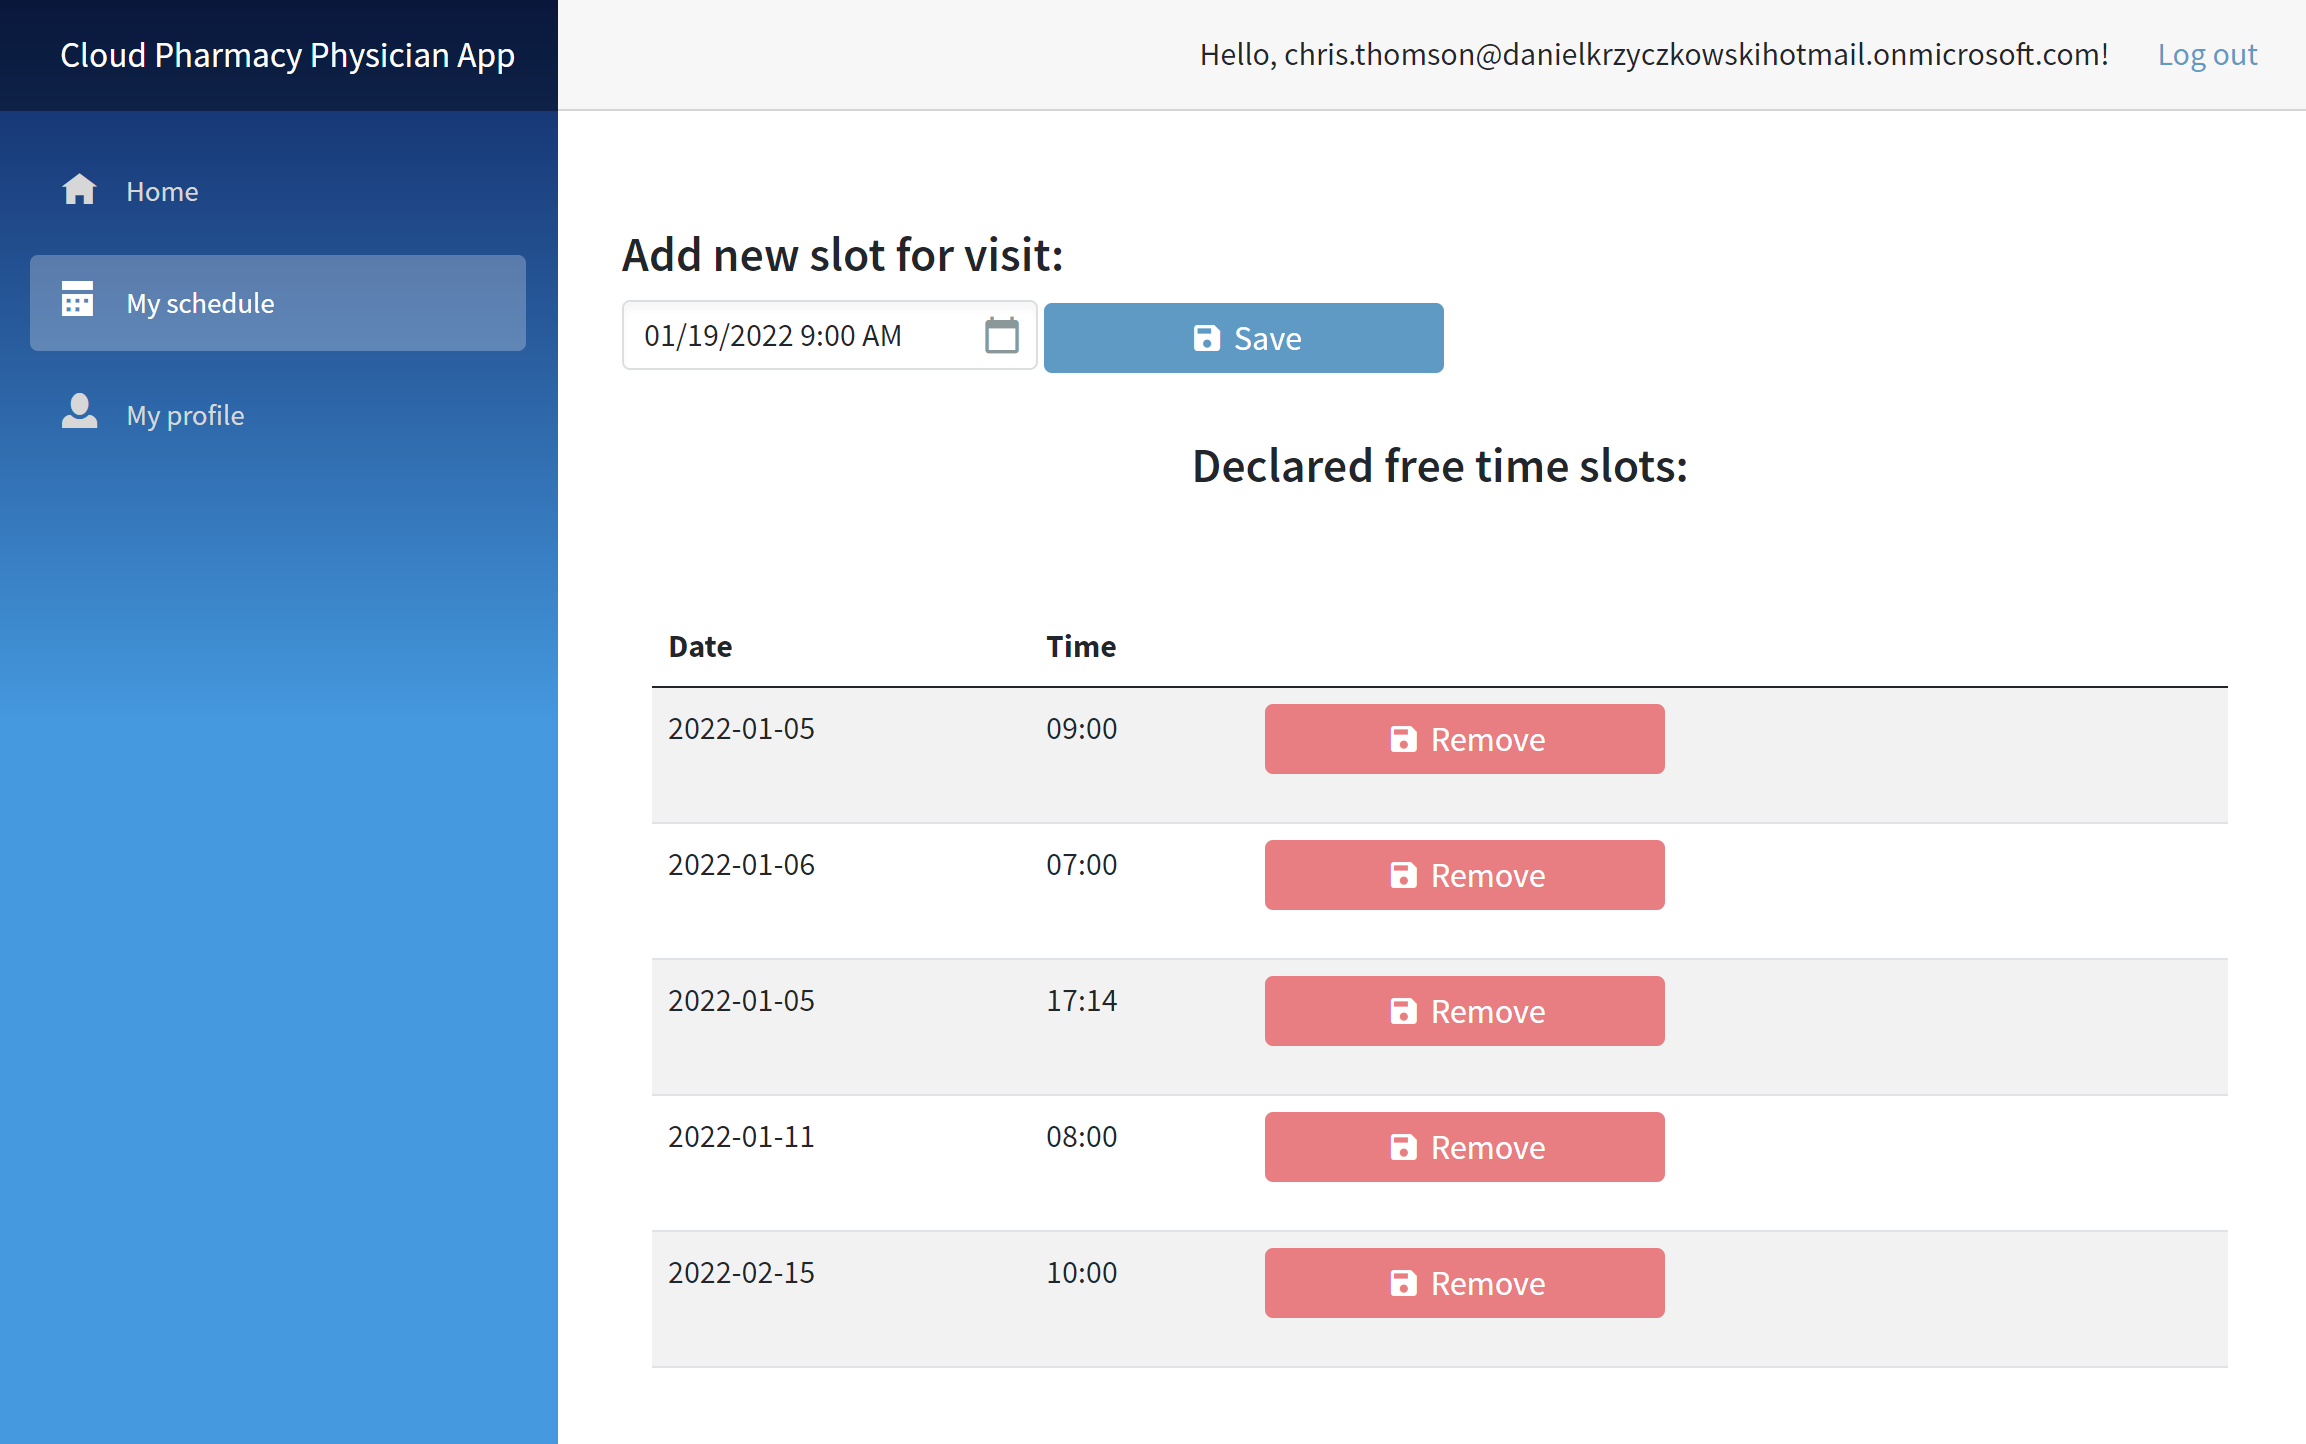 Cloud Pharmacy Physician App
Hello, chris.thomson@danielkrzyczkowskihotmail.onmicrosoft.com! Log out
Home
My schedule
My profile
Add new slot for visit:
01/19/2022 9:00 AM Save
Declared free time slots:
Date Time
2022-01-05 09:00 Remove
2022-01-06 07:00 Remove
2022-01-05 17:14 Remove
2022-01-11 08:00 Remove
2022-02-15 10:00 Remove